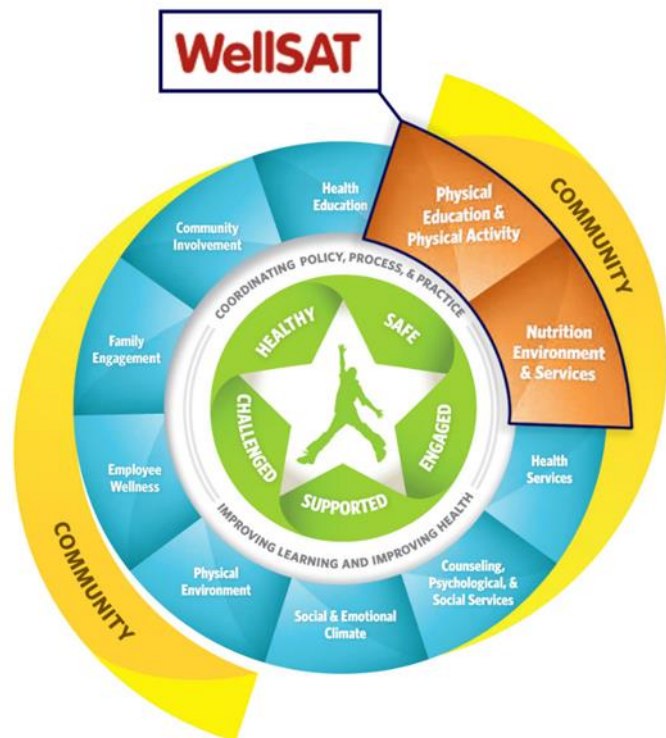 WellSAT
Health
Education
Physical
Education &
Physical Activity
Nutrition
Environment
& Services
Health
Services
Counseling,
Psychological, &
Social Services
Social & Emotional
Climate
Physical
Environment
Employee
Wellness
Family
Engagement
Community
Involvement
COMMUNITY
COMMUNITY
COORDINATING POLICY, PROCESS, & PRACTICE
IMPROVING LEARNING AND IMPROVING HEALTH
HEALTHY
SAFE
ENGAGED
SUPPORTED
CHALLENGED